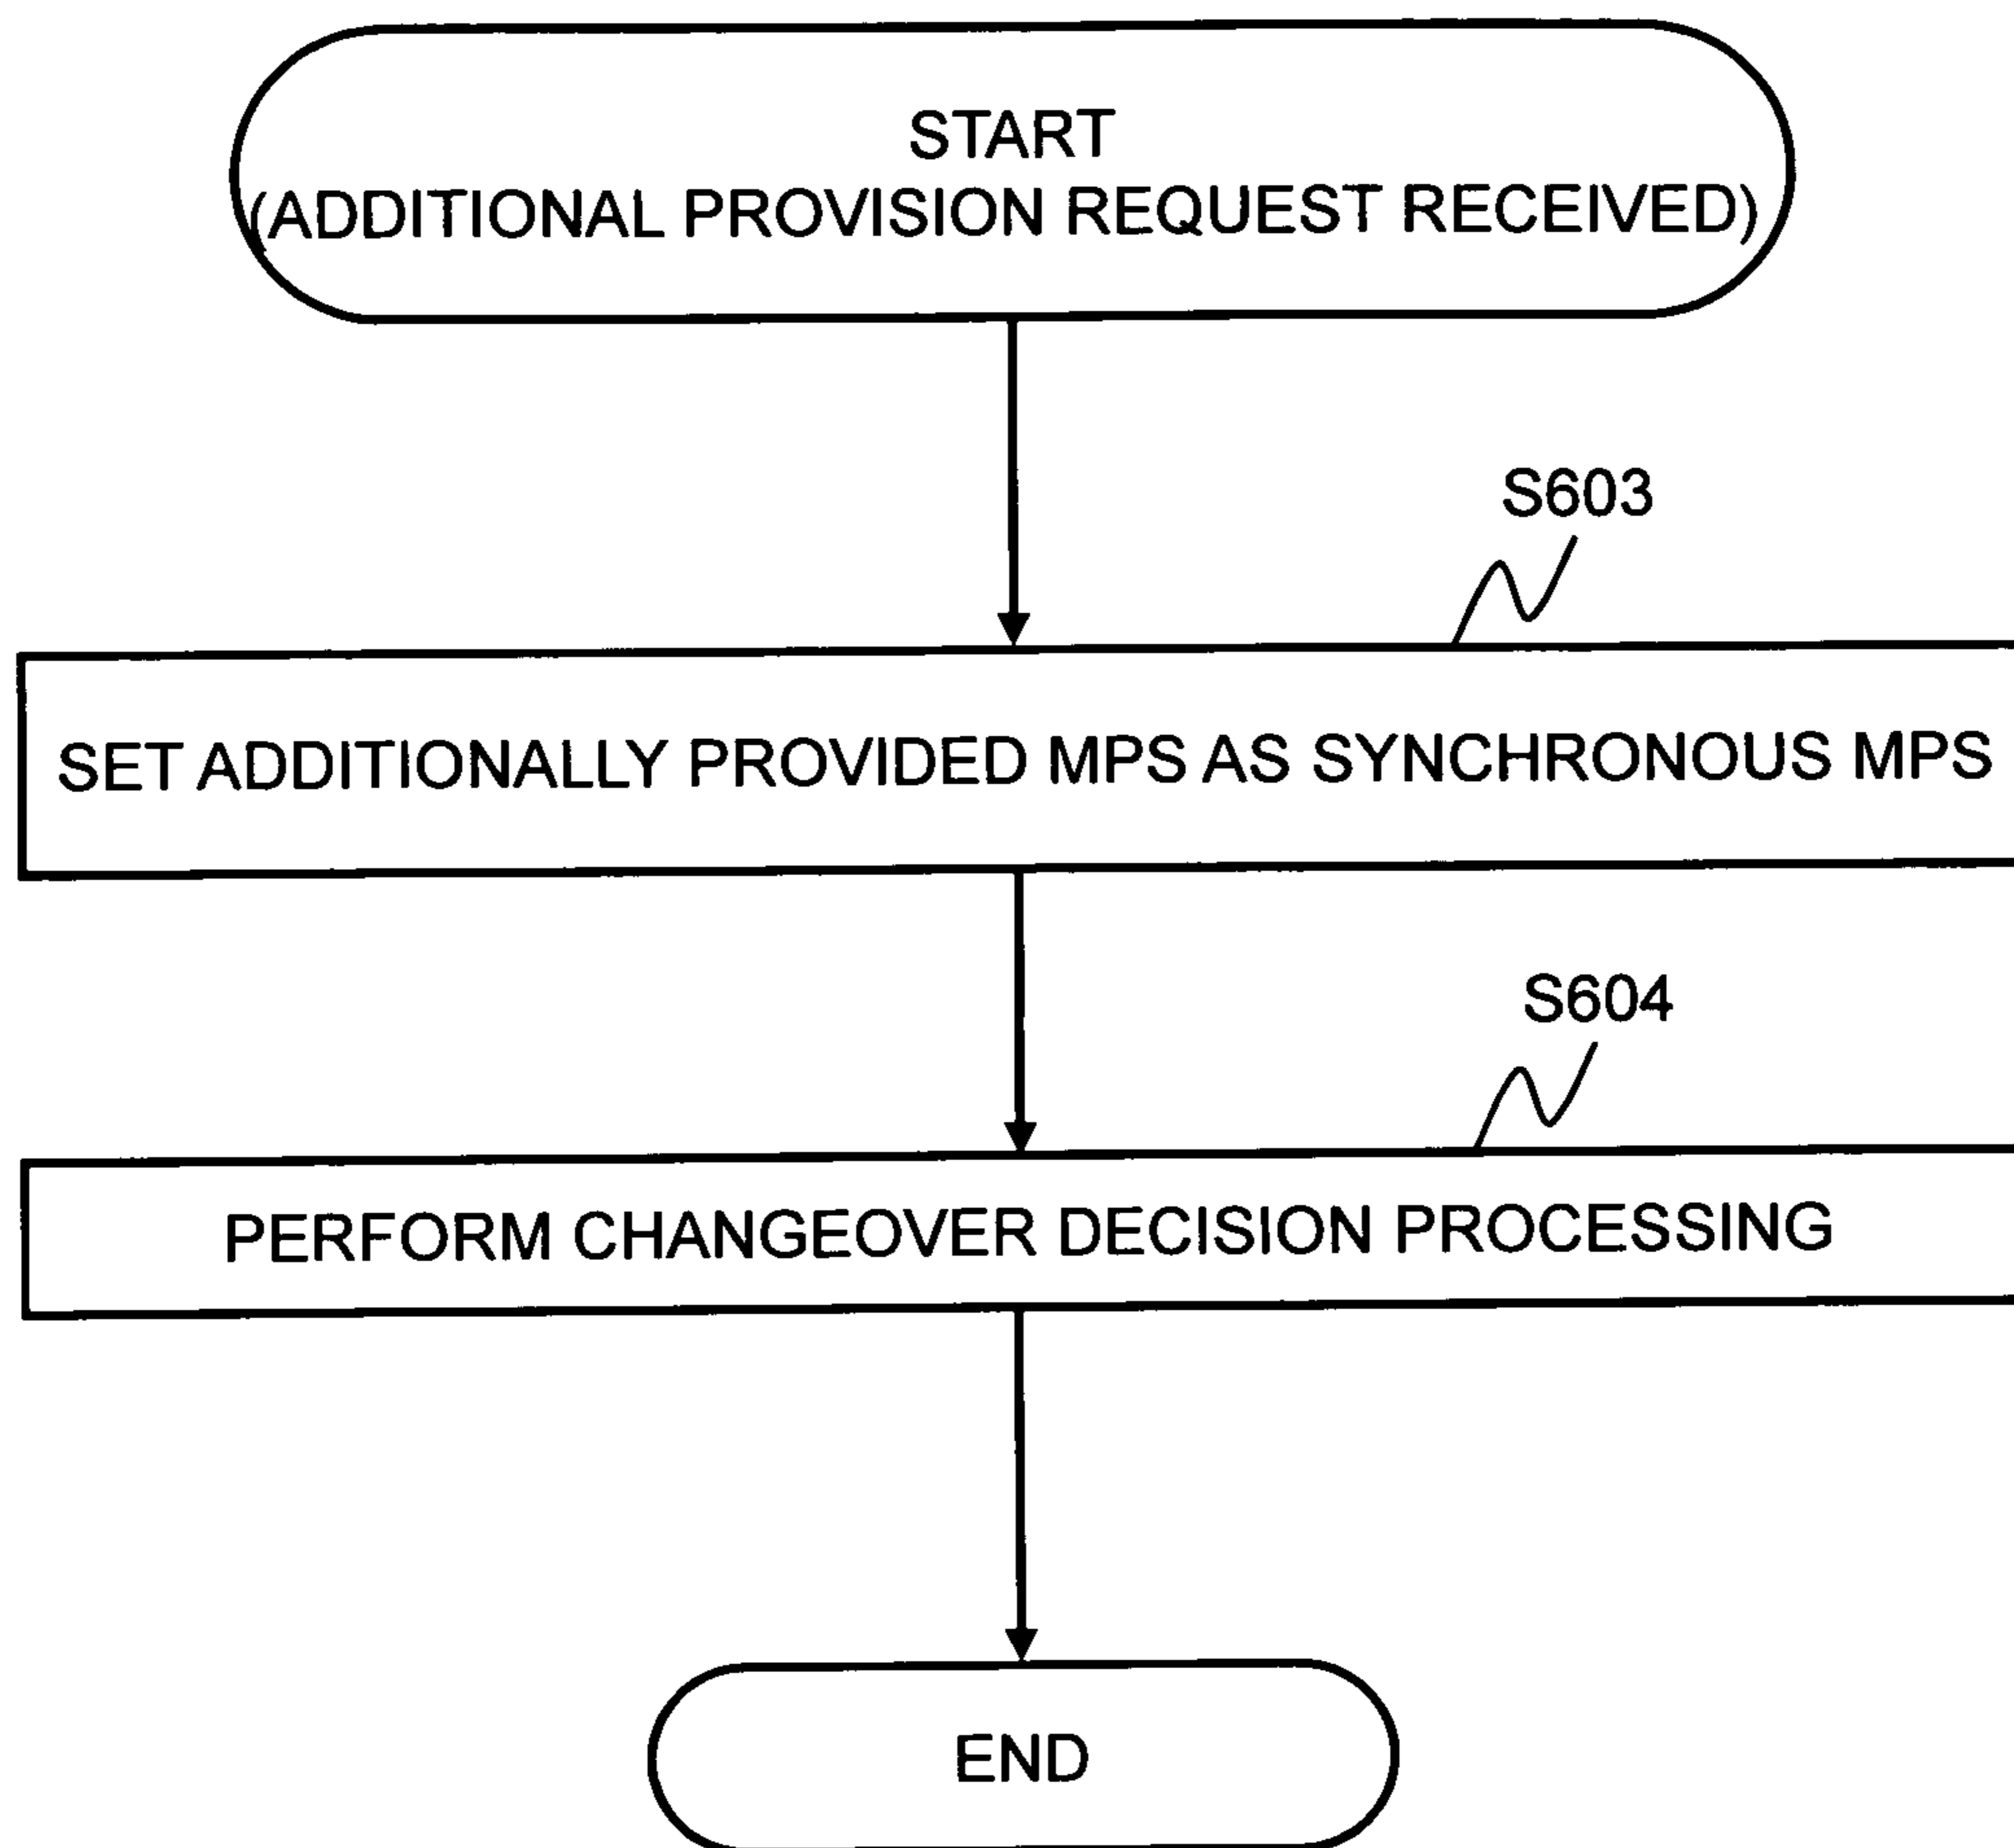 START
(ADDITIONAL PROVISION REQUEST RECEIVED)
S603
SET ADDITIONALLY PROVIDED MPS AS SYNCHRONOUS MPS
S604
PERFORM CHANGEOVER DECISION PROCESSING
END